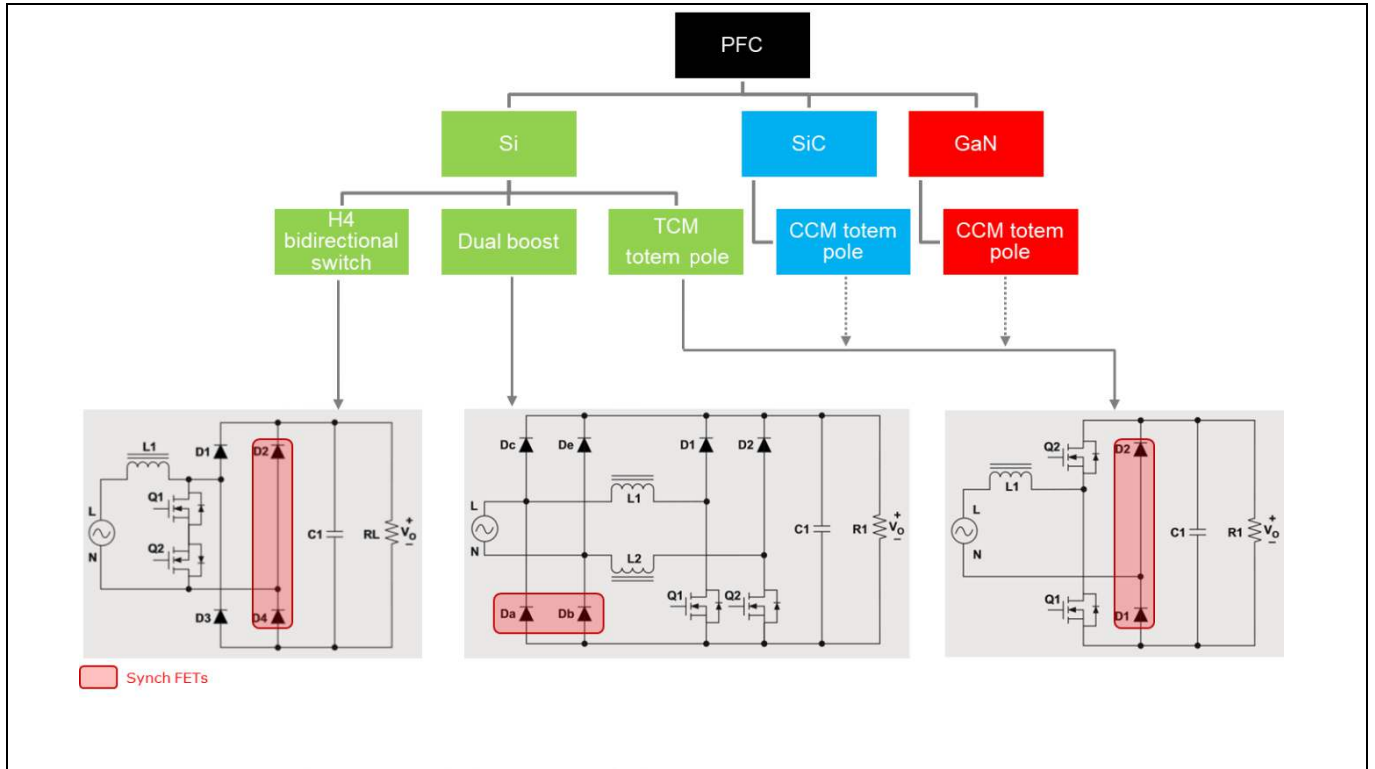 PFC
Si
SiC
GaN
H4
bidirectional
switch
Dual boost
TCM
totem pole
CCM totem
pole
CCM totem
pole
L1
D1
D2
Q1
Q2
L
N
C1
RL
+
Vo
–
D3
D4
Dc
De
D1
D2
L1
L
N
L2
C1
R1
+
Vo
–
Q1
Q2
Da
Db
Q2
D2
L1
L
N
C1
R1
+
Vo
–
Q1
D1
Synch FETs